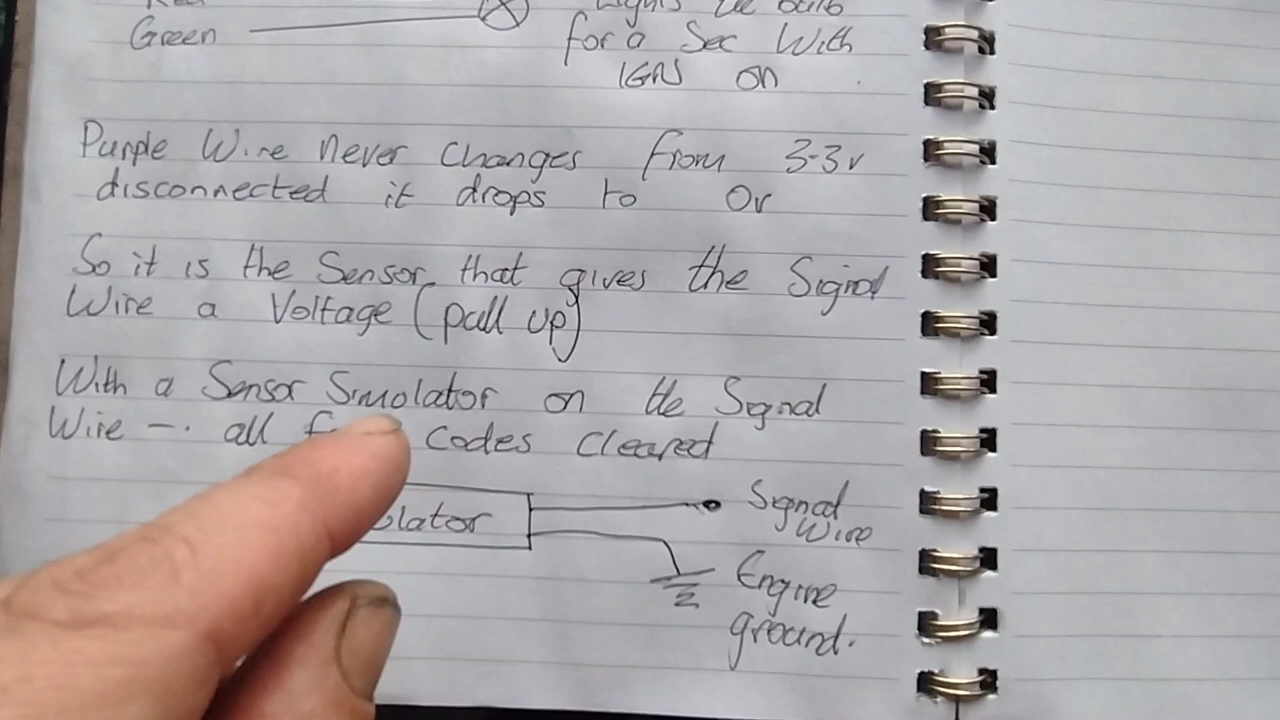 Green
for a Sec With
IGN on
Purple Wire never changes from 3-3v
disconnected it drops to Ov
So it is the Sensor that gives the Signal
Wire a Voltage (pull up)
With a Sensor Simolator on the Signal
Wire -. all codes cleared
Signal
Wire
Engine
ground.